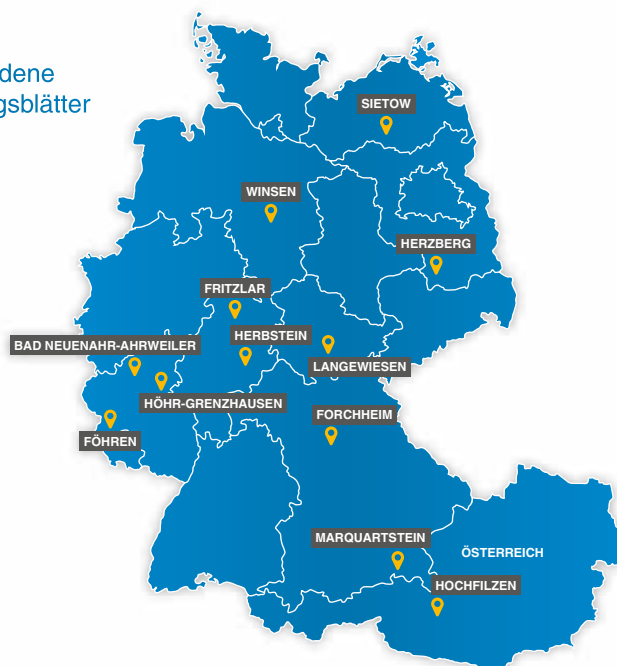 dene
gsblätter
SIETOW
WINSEN
HERZBERG
FRITZLAR
HERBSTEIN
BAD NEUENAHR-AHRWEILER
LANGEWIESEN
HÖHR-GRENZHAUSEN
FORCHHEIM
FÖHREN
MARQUARTSTEIN
ÖSTERREICH
HOCHFILZEN